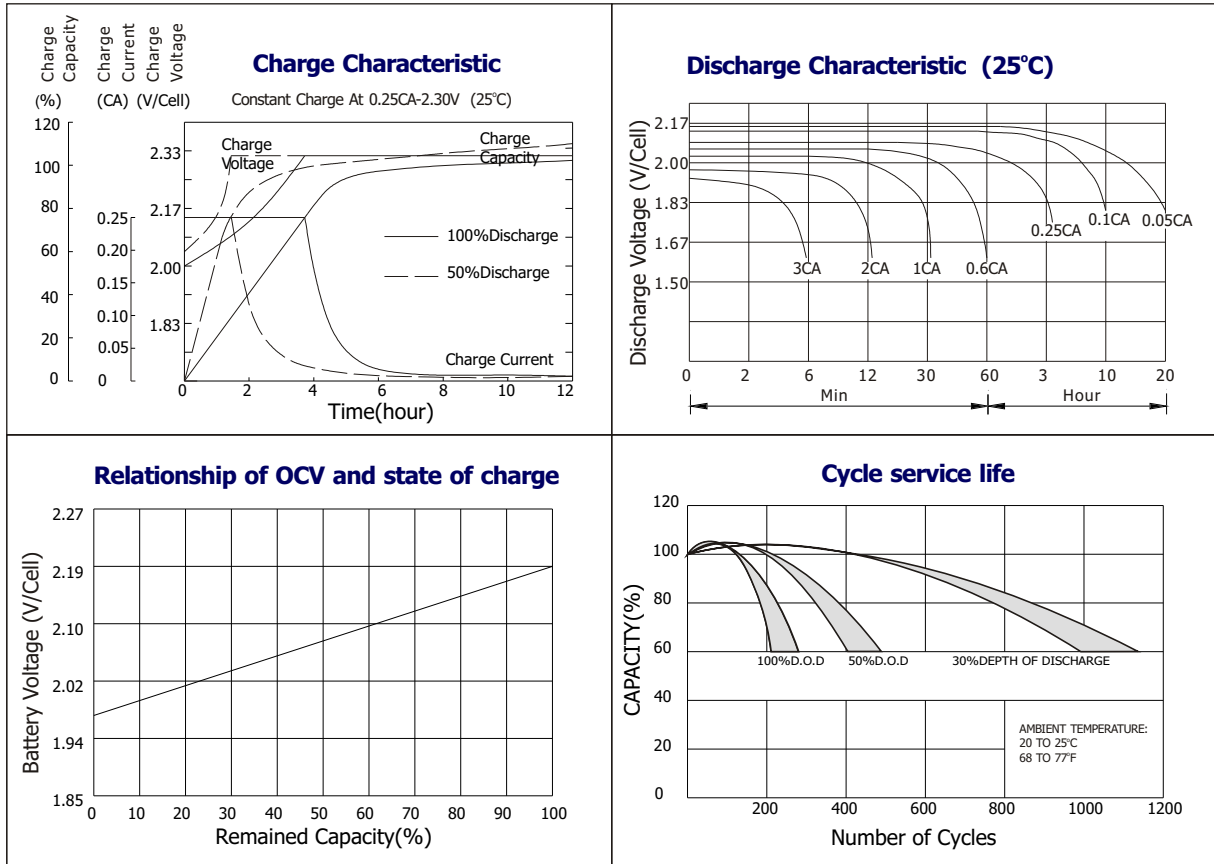 Charge Capacity
Charge Current
Charge Voltage
(%)
(CA)
(V/Cell)
Charge Characteristic
Constant Charge At 0.25CA-2.30V (25°C)
120
100
80
60
40
20
0
0.25
0.20
0.15
0.10
0.05
0
2.33
2.17
2.00
1.83
Charge Voltage
Charge Capacity
100%Discharge
50%Discharge
Charge Current
0
2
4
6
8
10
12
Time(hour)
Discharge Characteristic (25°C)
Discharge Voltage (V/Cell)
2.17
2.00
1.83
1.67
1.50
3CA
2CA
1CA
0.6CA
0.25CA
0.1CA
0.05CA
0
2
6
12
30
60
3
10
20
Min
Hour
Relationship of OCV and state of charge
Battery Voltage (V/Cell)
2.27
2.19
2.10
2.02
1.94
1.85
0
10
20
30
40
50
60
70
80
90
100
Remained Capacity(%)
Cycle service life
CAPACITY(%)
120
100
80
60
40
20
0
100%D.O.D
50%D.O.D
30%DEPTH OF DISCHARGE
AMBIENT TEMPERATURE:
20 TO 25°C
68 TO 77°F
200
400
600
800
1000
1200
Number of Cycles